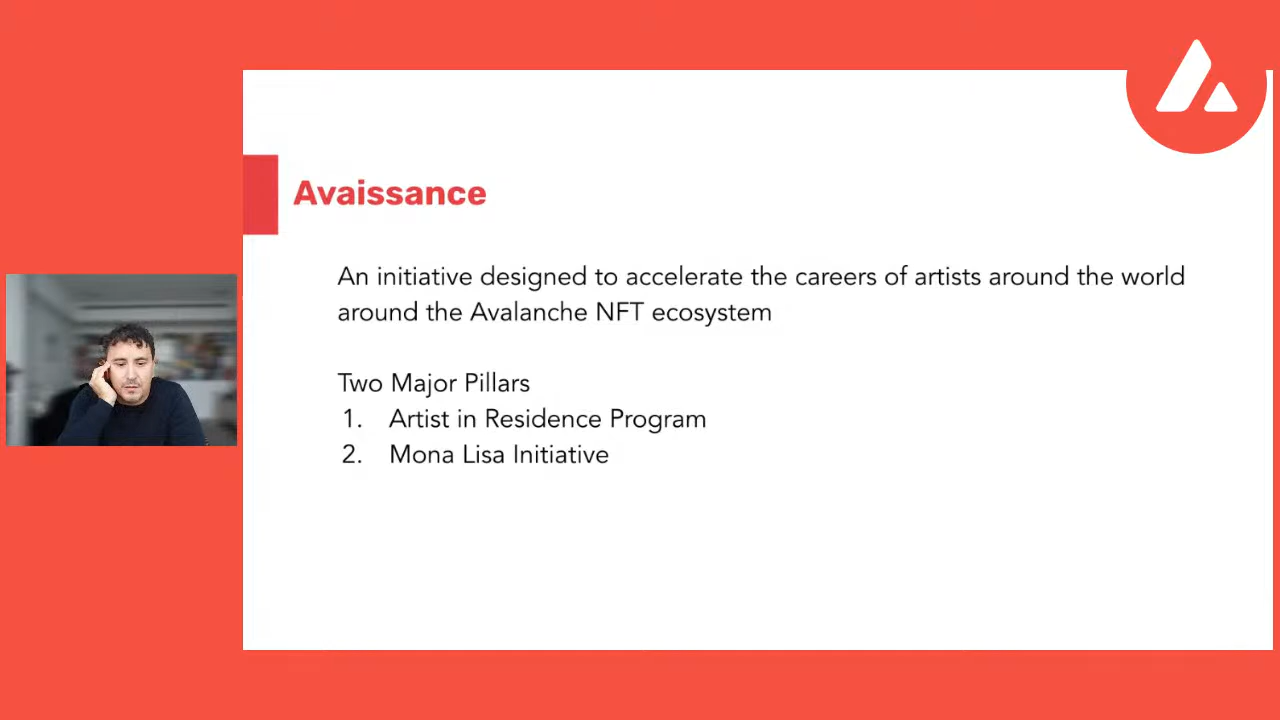 Avaissance
An initiative designed to accelerate the careers of artists around the world
around the Avalanche NFT ecosystem
Two Major Pillars
1. Artist in Residence Program
2. Mona Lisa Initiative